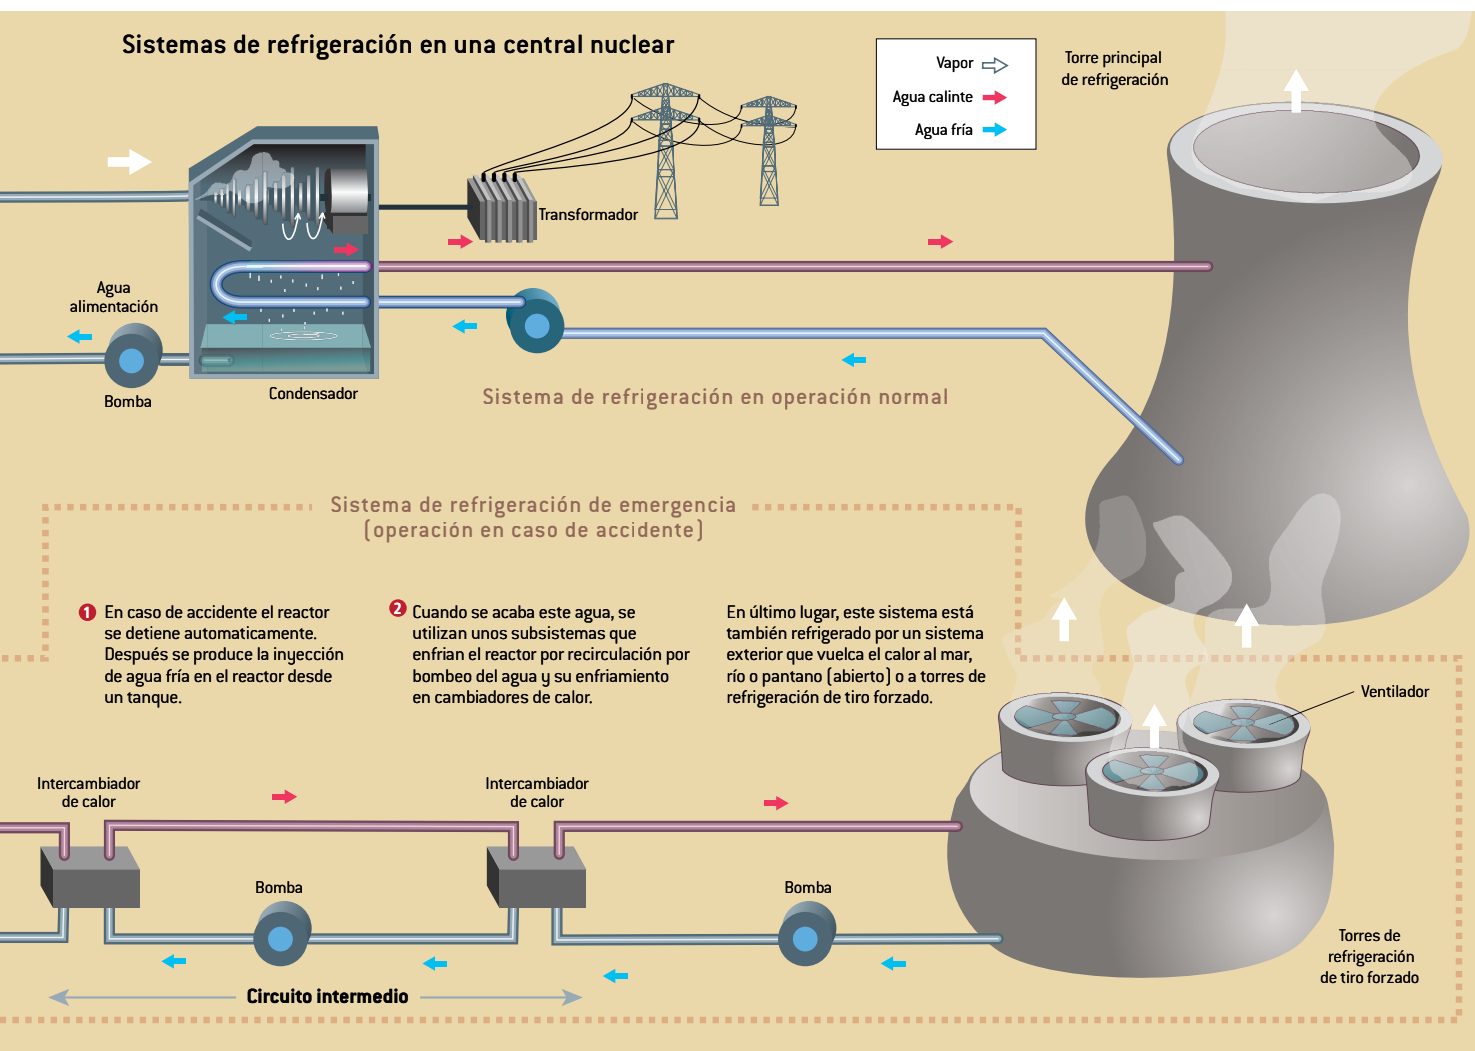 Sistemas de refrigeración en una central nuclear
Vapor
Agua calinte
Agua fría
Torre principal
de refrigeración
Transformador
Agua
alimentación
Bomba
Condensador
Sistema de refrigeración en operación normal
Sistema de refrigeración de emergencia
(operación en caso de accidente)
1 En caso de accidente el reactor
se detiene automaticamente.
Después se produce la inyección
de agua fría en el reactor desde
un tanque.
2 Cuando se acaba este agua, se
utilizan unos subsistemas que
enfrian el reactor por recirculación por
bombeo del agua y su enfriamiento
en cambiadores de calor.
En último lugar, este sistema está
también refrigerado por un sistema
exterior que vuelca el calor al mar,
río o pantano (abierto) o a torres de
refrigeración de tiro forzado.
Ventilador
Intercambiador
de calor
Intercambiador
de calor
Bomba
Bomba
Torres de
refrigeración
de tiro forzado
Circuito intermedio